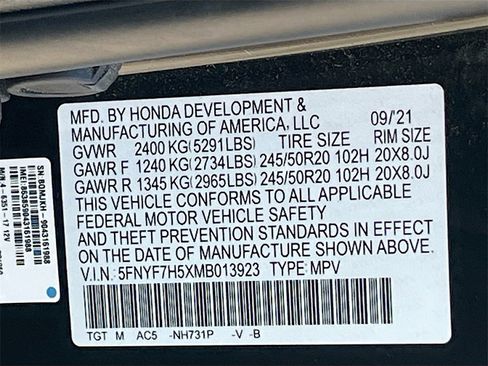 MFD. BY HONDA DEVELOPMENT &
MANUFACTURING OF AMERICA, LLC 09/'21
GVWR 2400 KG(5291LBS) TIRE SIZE RIM SIZE
GAWR F 1240 KG(2734LBS) 245/50R20 102H 20X8.0J
GAWR R 1345 KG(2965LBS) 245/50R20 102H 20X8.0J
THIS VEHICLE CONFORMS TO ALL APPLICABLE
FEDERAL MOTOR VEHICLE SAFETY
AND THEFT PREVENTION STANDARDS IN EFFECT
ON THE DATE OF MANUFACTURE SHOWN ABOVE.
V.I.N.: 5FNYF7H5XMB013923 TYPE: MPV
TGT M AC5 -NH731P -V -B